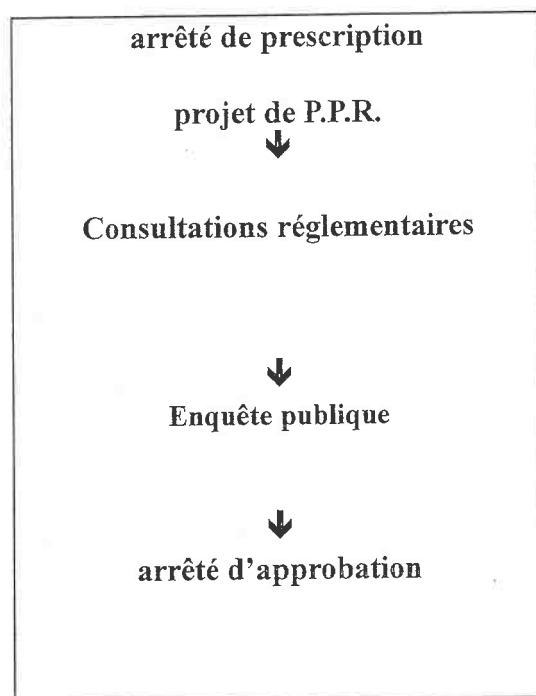 arrêté de prescription
projet de P.P.R.
Consultations réglementaires
Enquête publique
arrêté d'approbation